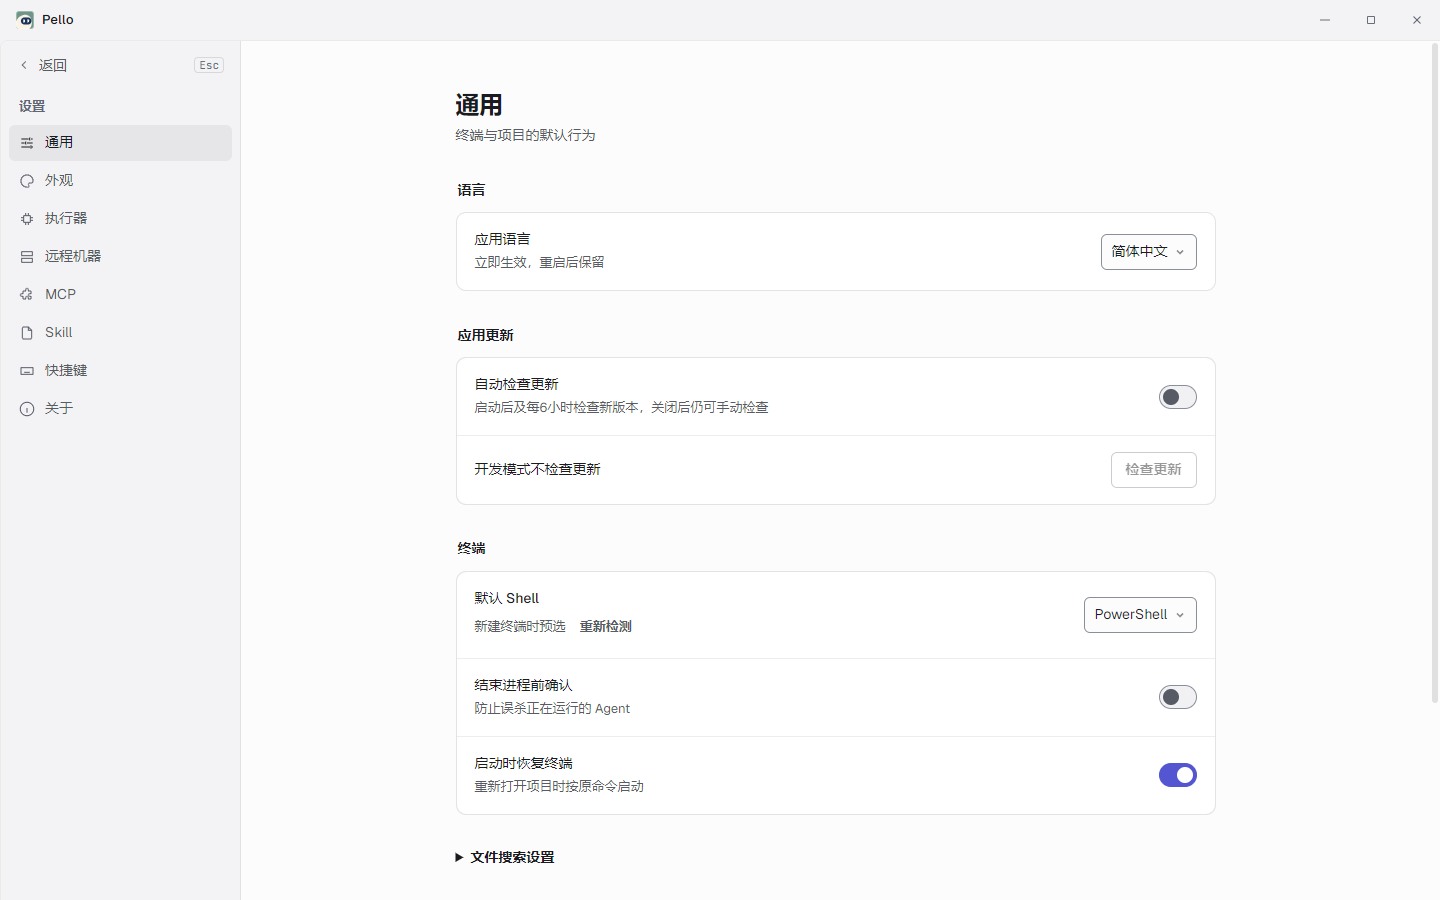 Pello
返回 Esc
设置
通用
外观
执行器
远程机器
MCP
Skill
快捷键
关于
通用
终端与项目的默认行为
语言
应用语言
立即生效，重启后保留
简体中文
应用更新
自动检查更新
启动后及每6小时检查新版本，关闭后仍可手动检查
开发模式不检查更新
检查更新
终端
默认 Shell
新建终端时预选 重新检测
PowerShell
结束进程前确认
防止误杀正在运行的 Agent
启动时恢复终端
重新打开项目时按原命令启动
文件搜索设置